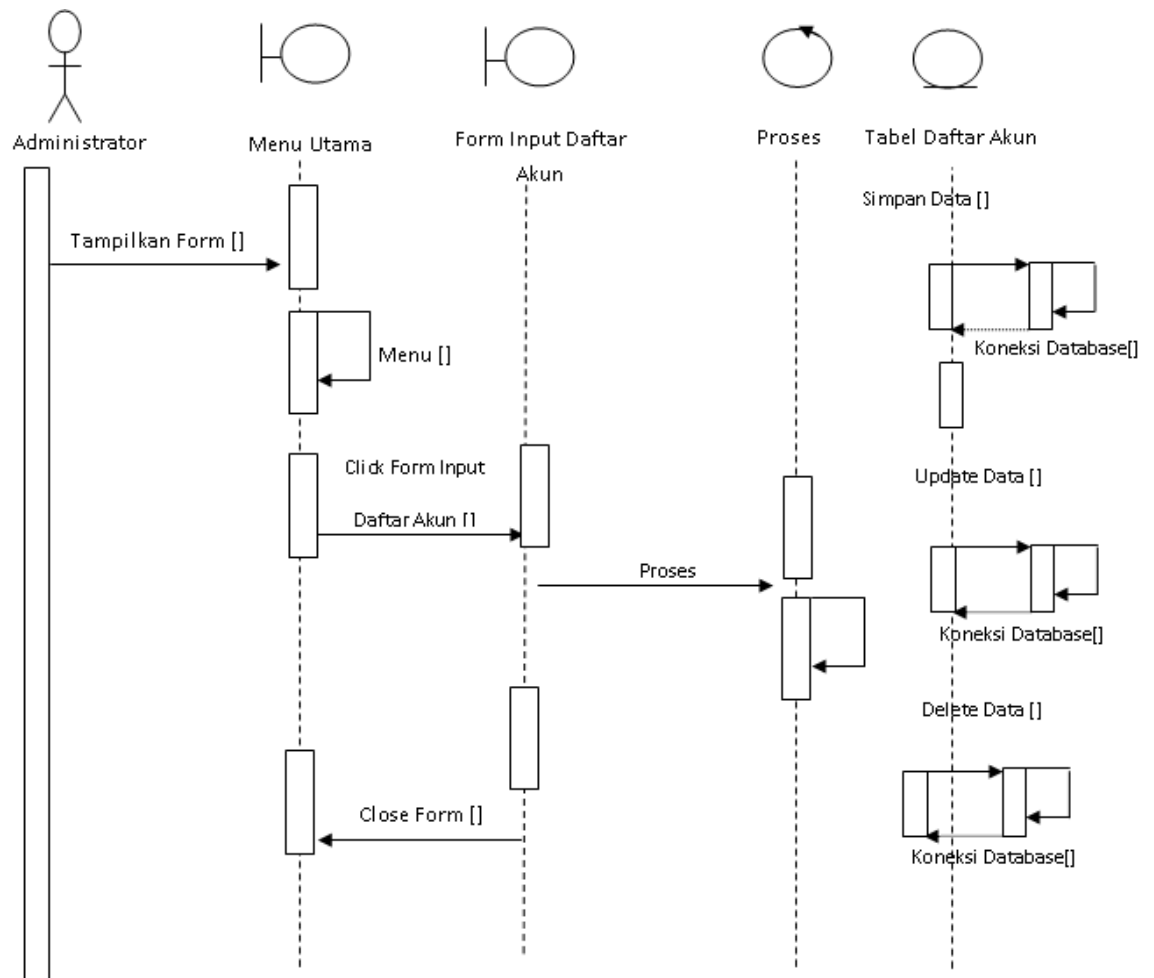 Administrator
Menu Utama
Form Input Daftar
Akun
Proses
Tabel Daftar Akun
Simpan Data []
Tampilkan Form []
Koneksi Database[]
Menu []
Click Form Input
Daftar Akun []
Update Data []
Proses
Koneksi Database[]
Delete Data []
Close Form []
Koneksi Database[]